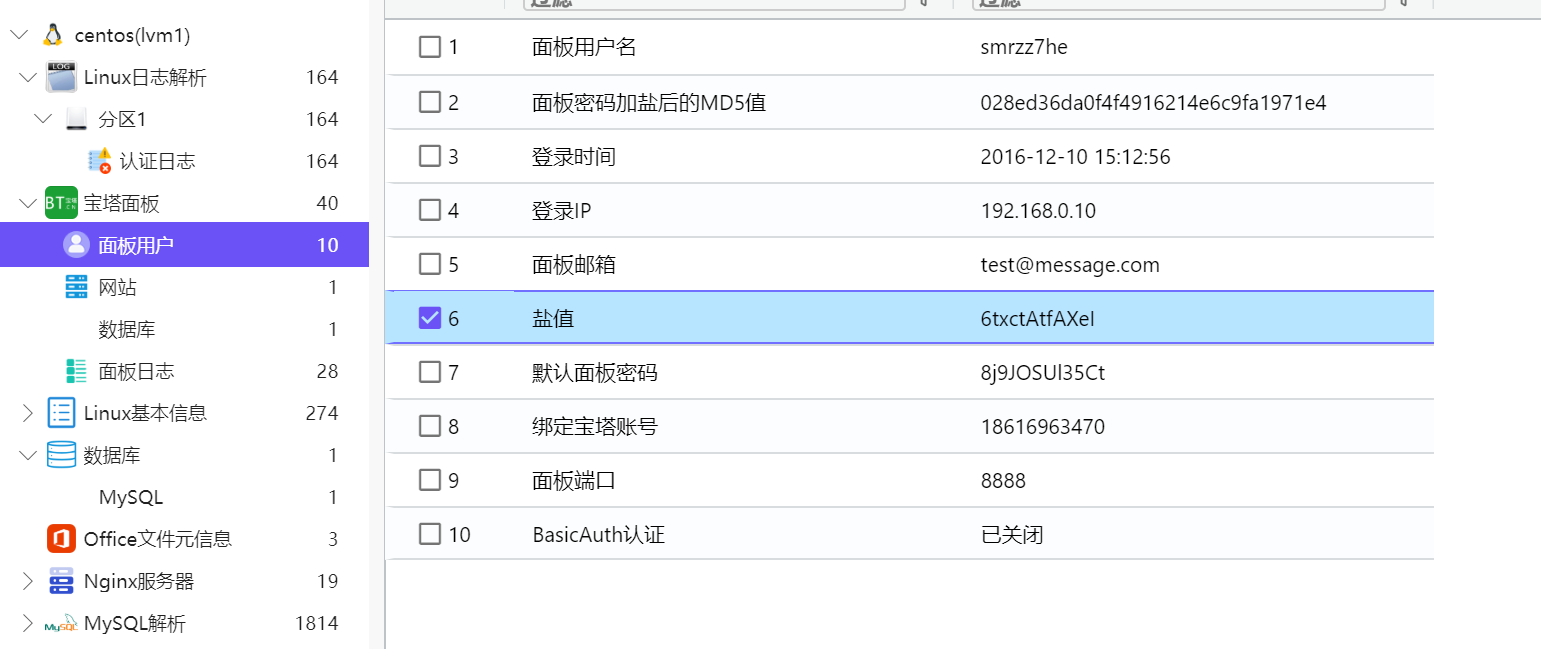 过滤
过滤
centos(lvm1)
Linux日志解析 164
分区1 164
认证日志 164
宝塔面板 40
面板用户 10
网站 1
数据库 1
面板日志 28
Linux基本信息 274
数据库 1
MySQL 1
Office文件元信息 3
Nginx服务器 19
MySQL解析 1814
1 面板用户名 smrzz7he
2 面板密码加盐后的MD5值 028ed36da0f4f4916214e6c9fa1971e4
3 登录时间 2016-12-10 15:12:56
4 登录IP 192.168.0.10
5 面板邮箱 test@message.com
6 盐值 6txctAtfAXeI
7 默认面板密码 8j9JOSUl35Ct
8 绑定宝塔账号 18616963470
9 面板端口 8888
10 BasicAuth认证 已关闭